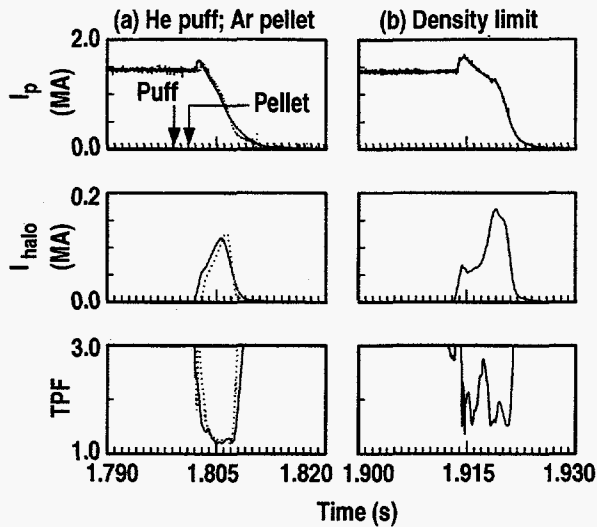 (a) He puff; Ar pellet
(b) Density limit
2.0
Ip
(MA)
0.0
Puff
Pellet
0.2
Ihalo
(MA)
0.0
3.0
TPF
1.0
1.790 1.805 1.820
1.900 1.915 1.930
Time (s)